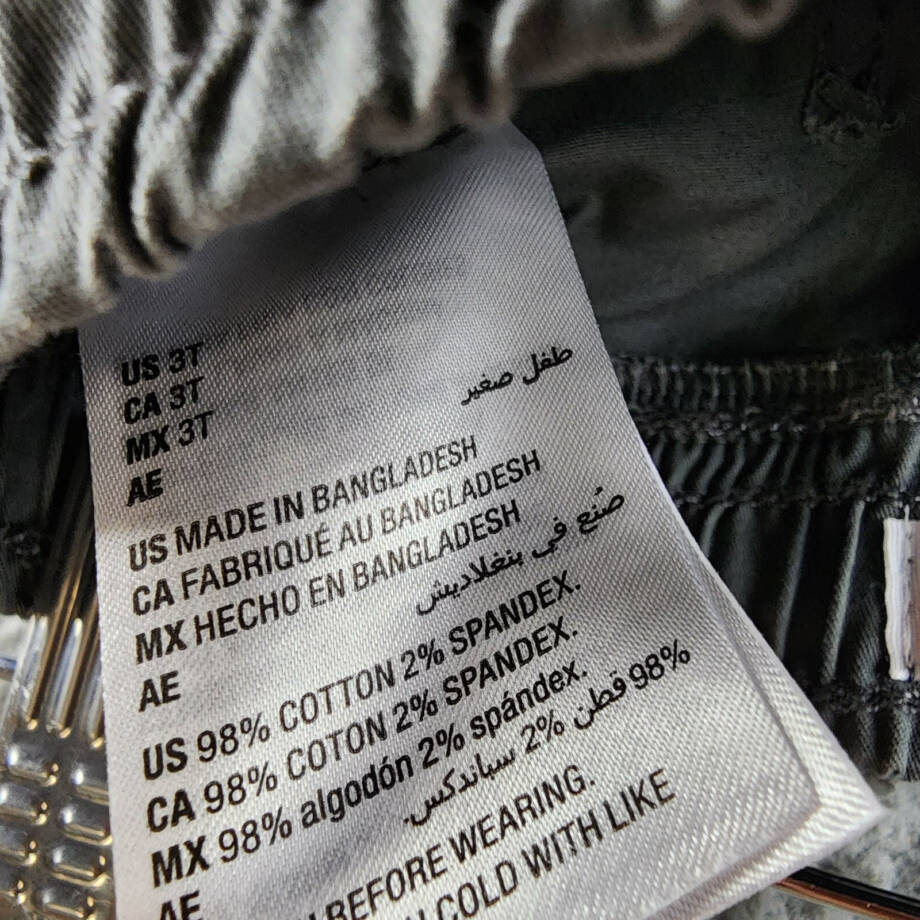 US 3T
CA 3T
MX 3T
AE طفل صغير
US MADE IN BANGLADESH
CA FABRIQUÉ AU BANGLADESH
MX HECHO EN BANGLADESH
AE صُنع في بنغلاديش
US 98% COTTON 2% SPANDEX.
CA 98% COTON 2% SPANDEX.
MX 98% algodón 2% spándex.
AE 98% قطن 2% سباندكس.
BEFORE WEARING.
COLD WITH LIKE